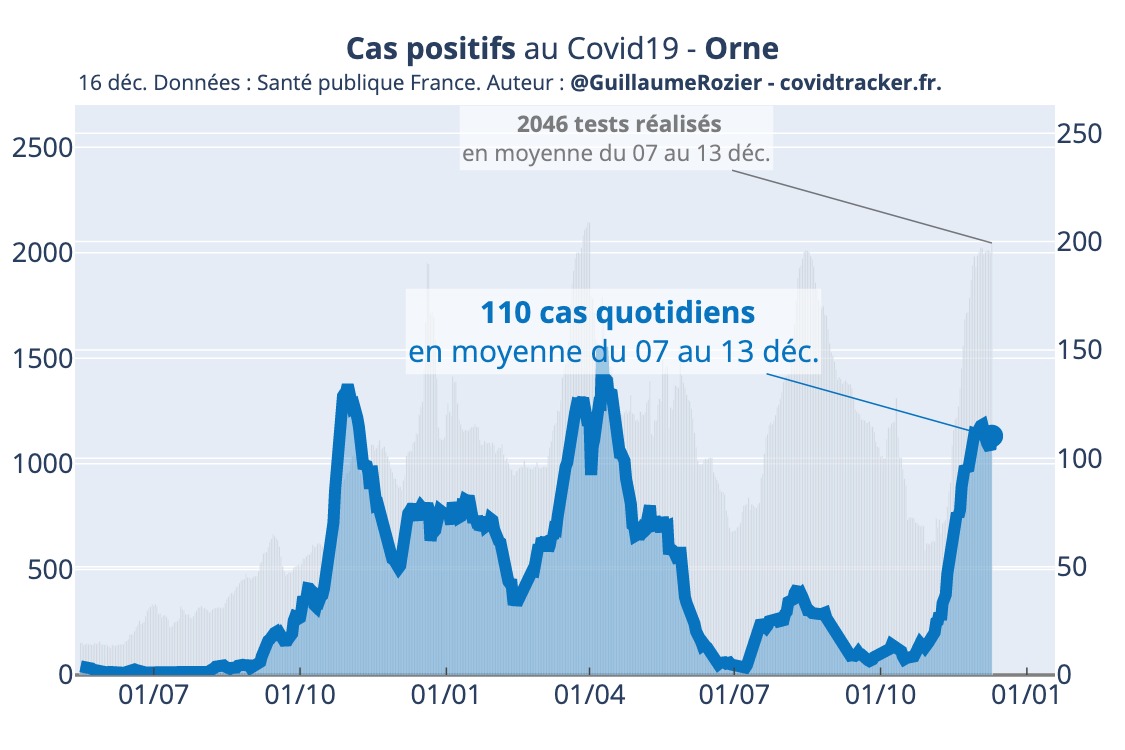 Cas positifs au Covid19 - Orne
16 déc. Données : Santé publique France. Auteur : @GuillaumeRozier - covidtracker.fr.
2046 tests réalisés
en moyenne du 07 au 13 déc.
110 cas quotidiens
en moyenne du 07 au 13 déc.
2500
2000
1500
1000
500
0
250
200
150
100
50
0
01/07 01/10 01/01 01/04 01/07 01/10 01/01